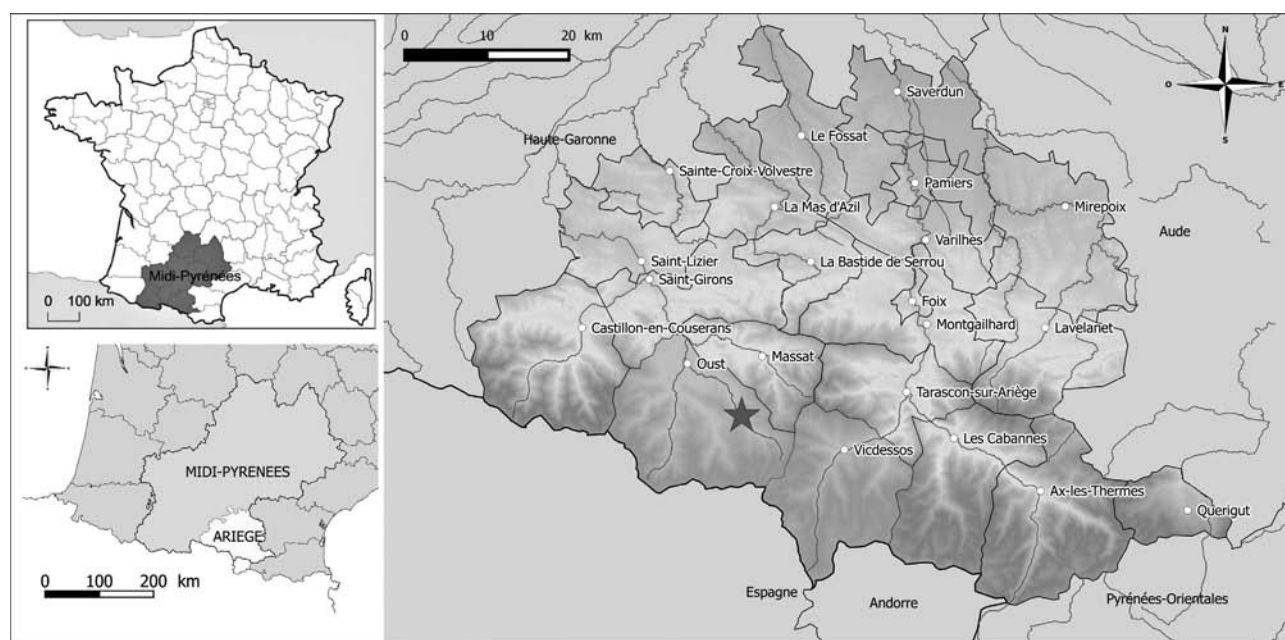 Midi-Pyrénées
0 100 km
MIDI-PYRENEES
ARIEGE
0 100 200 km
0 10 20 km
N
O
E
S
Saverdun
Le Fossat
Haute-Garonne
Sainte-Croix-Volvestre
Pamiers
La Mas d'Azil
Mirepoix
Aude
Varilhes
Saint-Lizier
La Bastide de Serrou
Saint-Girons
Foix
Castillon-en-Couserans
Montgailhard
Lavelanet
Massat
Oust
Tarascon-sur-Ariège
Les Cabannes
Vicdessos
Ax-les-Thermes
Querigut
Espagne
Andorre
Pyrénées-Orientales